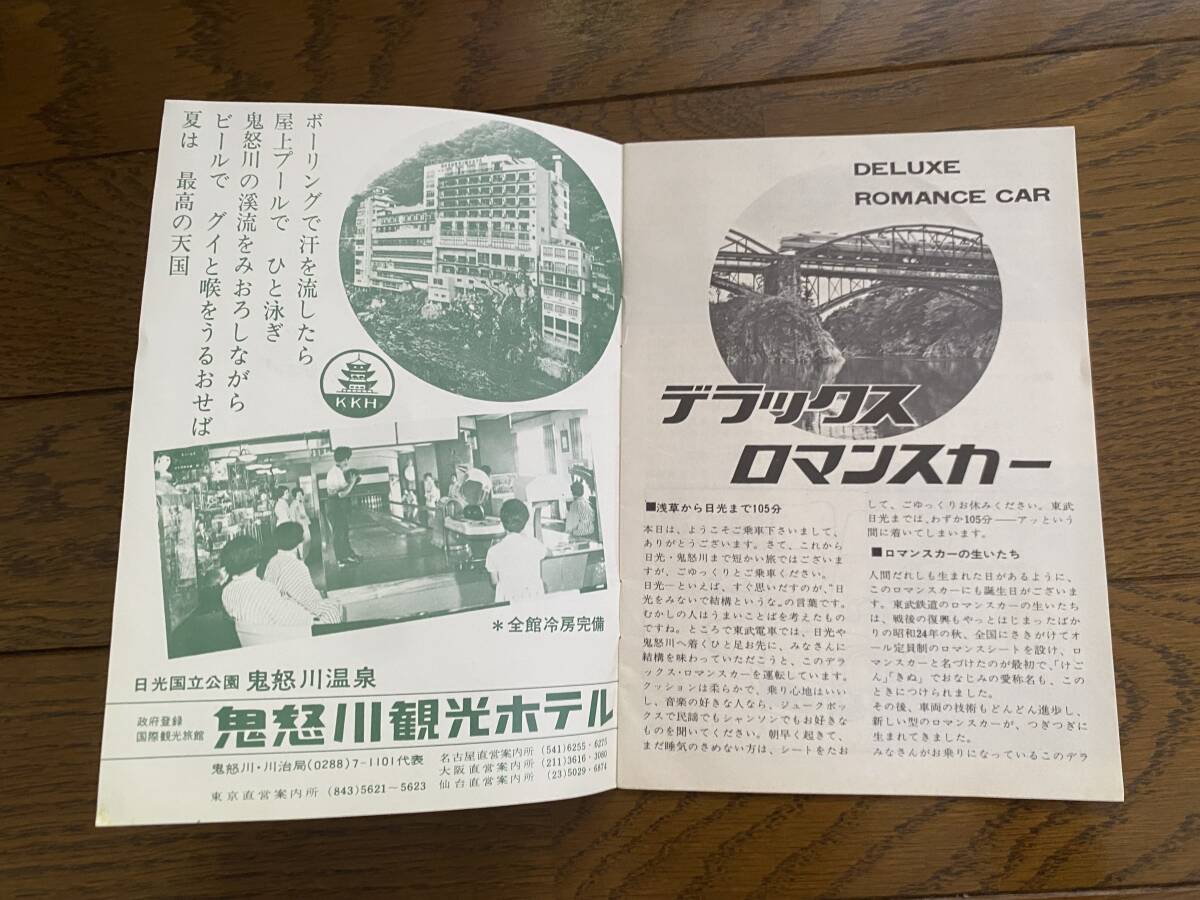 ボーリングで汗を流したら
屋上プールで ひと泳ぎ
鬼怒川の渓流をみおろしながら
ビールで グイと喉をうるおせば
夏は 最高の天国
KKH
＊全館冷房完備
日光国立公園 鬼怒川温泉
政府登録
国際観光旅館
鬼怒川観光ホテル
鬼怒川・川治局(0288)7-1101代表
東京直営案内所 (843)5621～5623
名古屋直営案内所 (541)6255・6275
大阪直営案内所 (211)3616・3080
仙台直営案内所 (23)5029・6874
DELUXE
ROMANCE CAR
デラックス
ロマンスカー
■浅草から日光まで105分
本日は、ようこそご乗車下さいまして、
ありがとうございます。さて、これから
日光・鬼怒川まで短かい旅ではございま
すが、ごゆっくりとご乗車ください。
日光―といえば、すぐ思いだすのが、“日
光をみないで結構というな„の言葉です。
むかしの人はうまいことばを考えたもの
ですね。ところで東武電車では、日光や
鬼怒川へ着くひと足お先に、みなさんに
結構を味わっていただこうと、このデラ
ックス・ロマンスカーを運転しています。
クッションは柔らかで、乗り心地はいい
し、音楽の好きな人なら、ジュークボッ
クスで民謡でもシャンソンでもお好きな
ものを聞いてください。朝早く起きて、
まだ睡気のさめない方は、シートをたお
して、ごゆっくりお休みください。東武
日光までは、わずか105分――アッという
間に着いてしまいます。
■ロマンスカーの生いたち
人間だれしも生まれた日があるように、
このロマンスカーにも誕生日がございま
す。東武鉄道のロマンスカーの生いたち
は、戦後の復興もやっとはじまったばか
りの昭和24年の秋、全国にさきがけてオ
ール定員制のロマンスシートを設け、ロ
マンスカーと名づけたのが最初で、「けご
ん」「きぬ」でおなじみの愛称名も、この
ときにつけられました。
その後、車両の技術もどんどん進歩し、
新しい型のロマンスカーが、つぎつぎに
生まれてきました。
みなさんがお乗りになっているこのデラ